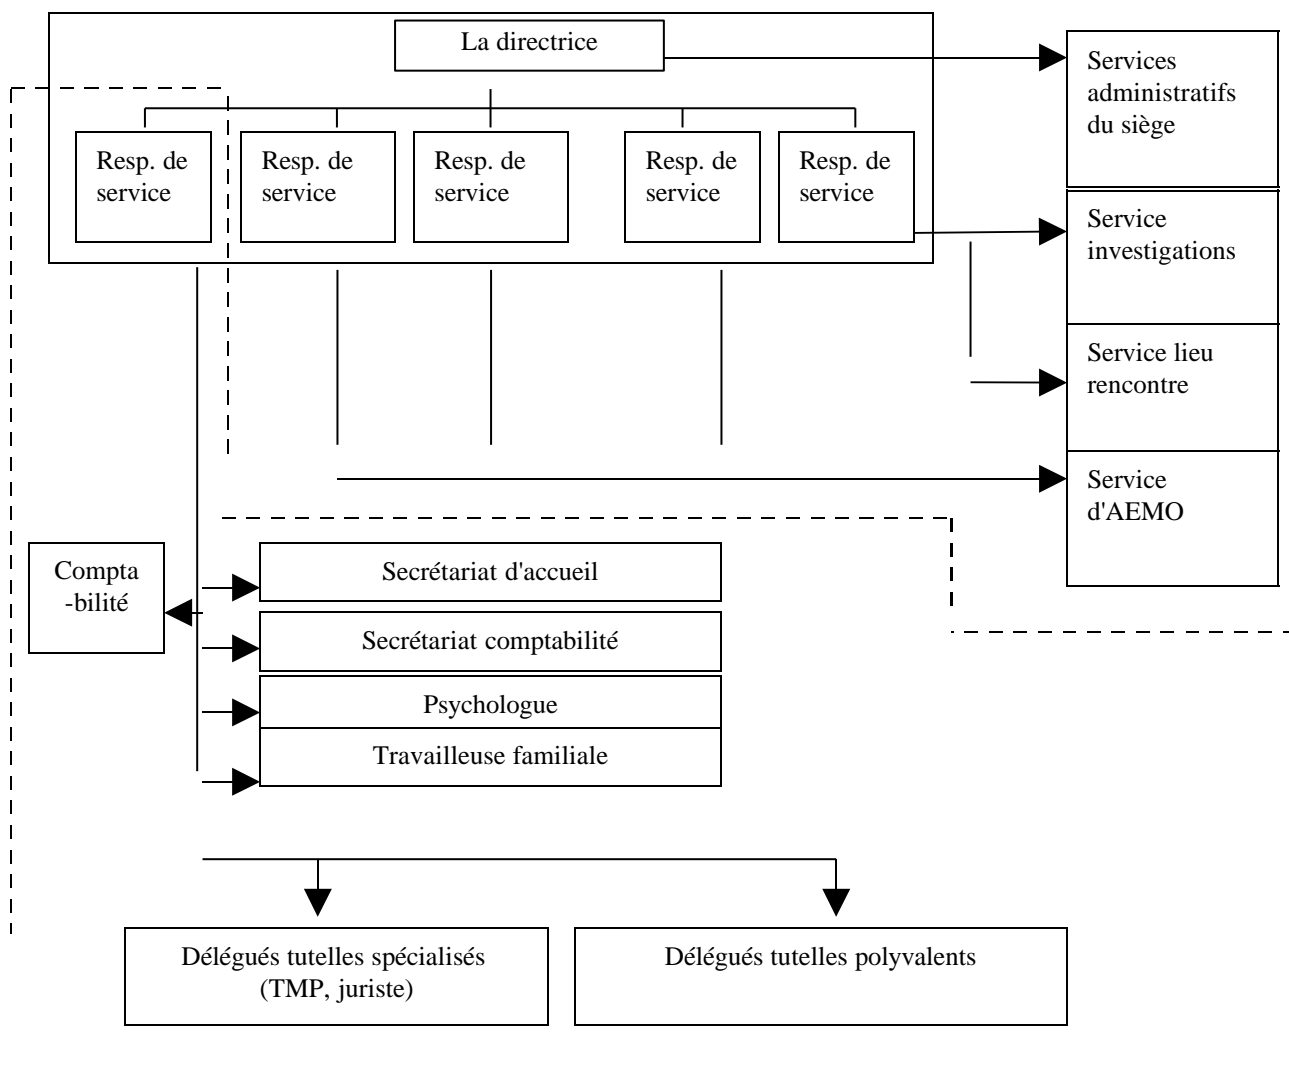 La directrice
Services
administratifs
du siège
Resp. de
service
Resp. de
service
Resp. de
service
Resp. de
service
Resp. de
service
Service
investigations
Service lieu
rencontre
Service
d'AEMO
Compta
-bilité
Secrétariat d'accueil
Secrétariat comptabilité
Psychologue
Travailleuse familiale
Délégués tutelles spécialisés
(TMP, juriste)
Délégués tutelles polyvalents